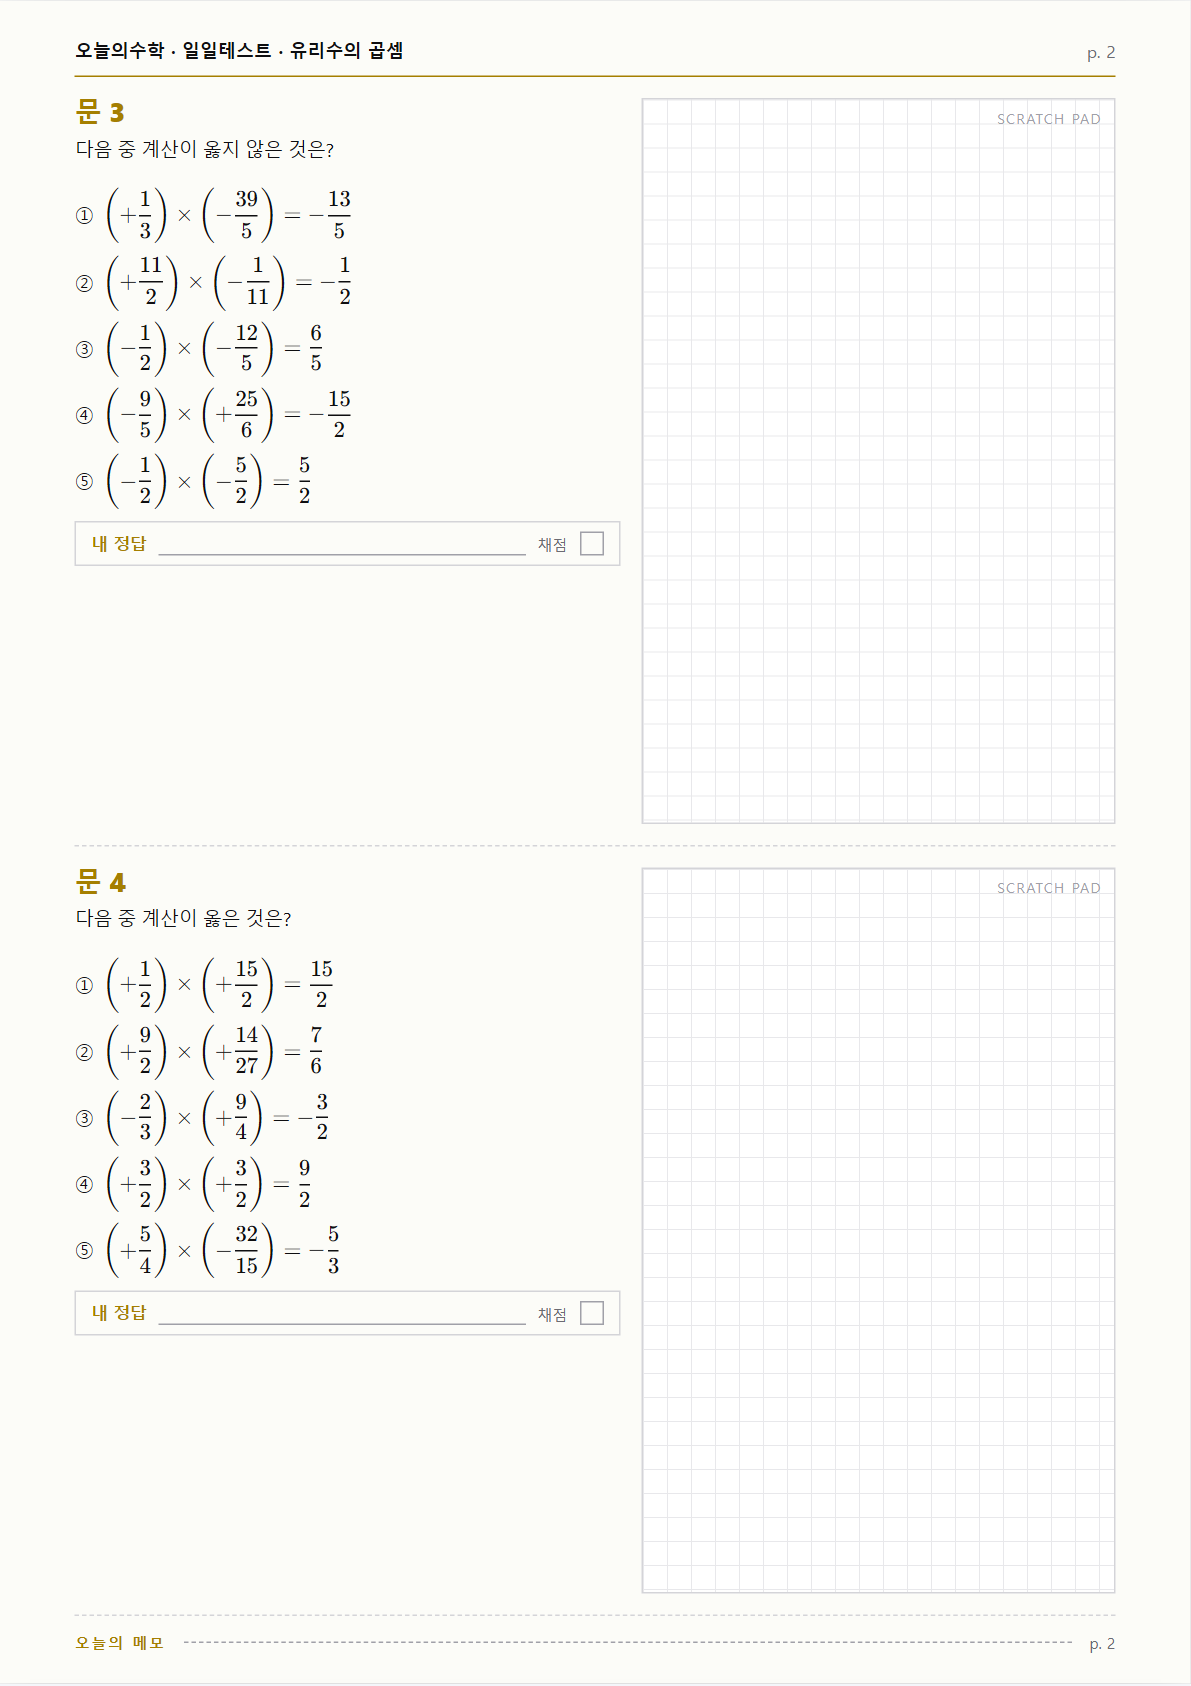 오늘의수학 · 일일테스트 · 유리수의 곱셈
p. 2
문 3
다음 중 계산이 옳지 않은 것은?
SCRATCH PAD
① (+1/3) × (−39/5) = −13/5
② (+11/2) × (−1/11) = −1/2
③ (−1/2) × (−12/5) = 6/5
④ (−9/5) × (+25/6) = −15/2
⑤ (−1/2) × (−5/2) = 5/2
내 정답
채점
문 4
다음 중 계산이 옳은 것은?
SCRATCH PAD
① (+1/2) × (+15/2) = 15/2
② (+9/2) × (+14/27) = 7/6
③ (−2/3) × (+9/4) = −3/2
④ (+3/2) × (+3/2) = 9/2
⑤ (+5/4) × (−32/15) = −5/3
내 정답
채점
오늘의 메모
p. 2